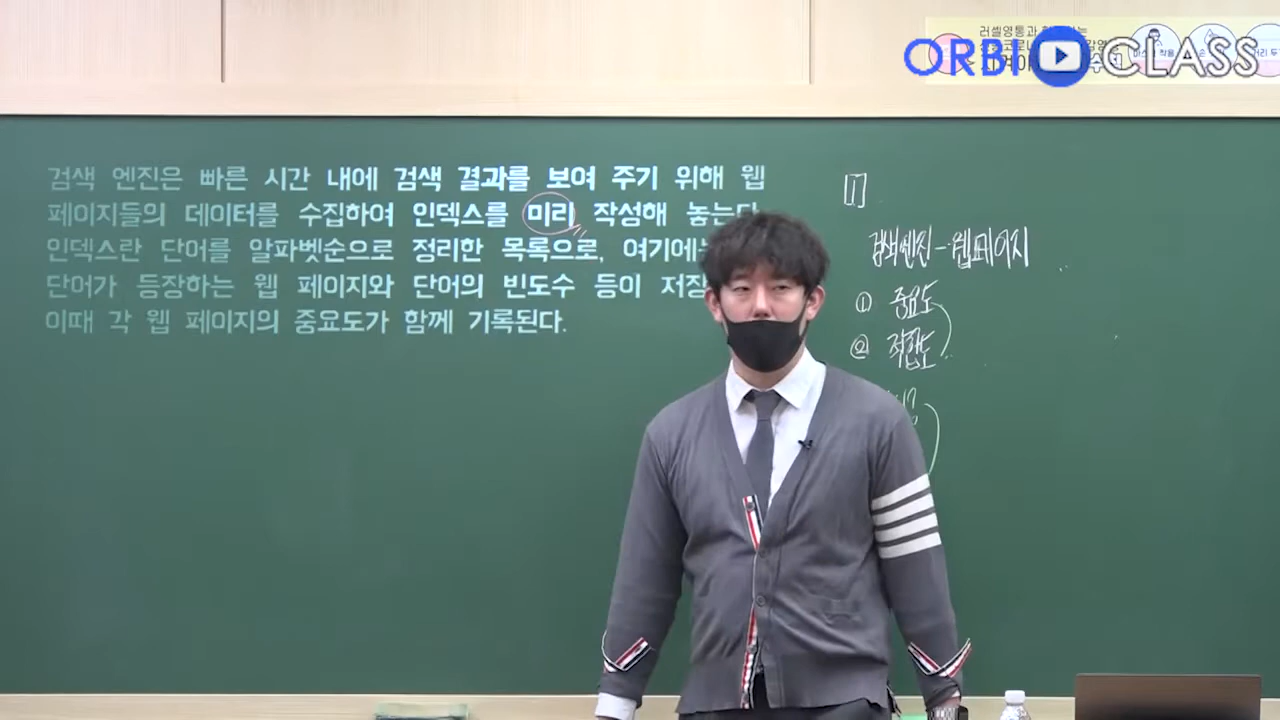 러셀영통과
ORBI CLASS
검색 엔진은 빠른 시간 내에 검색 결과를 보여 주기 위해 웹
페이지들의 데이터를 수집하여 인덱스를 미리 작성해 놓는다
인덱스란 단어를 알파벳순으로 정리한 목록으로, 여기에는
단어가 등장하는 웹 페이지와 단어의 빈도수 등이 저장
이때 각 웹 페이지의 중요도가 함께 기록된다.
1
검색엔진-웹페이지
① 중요도
② 적합도